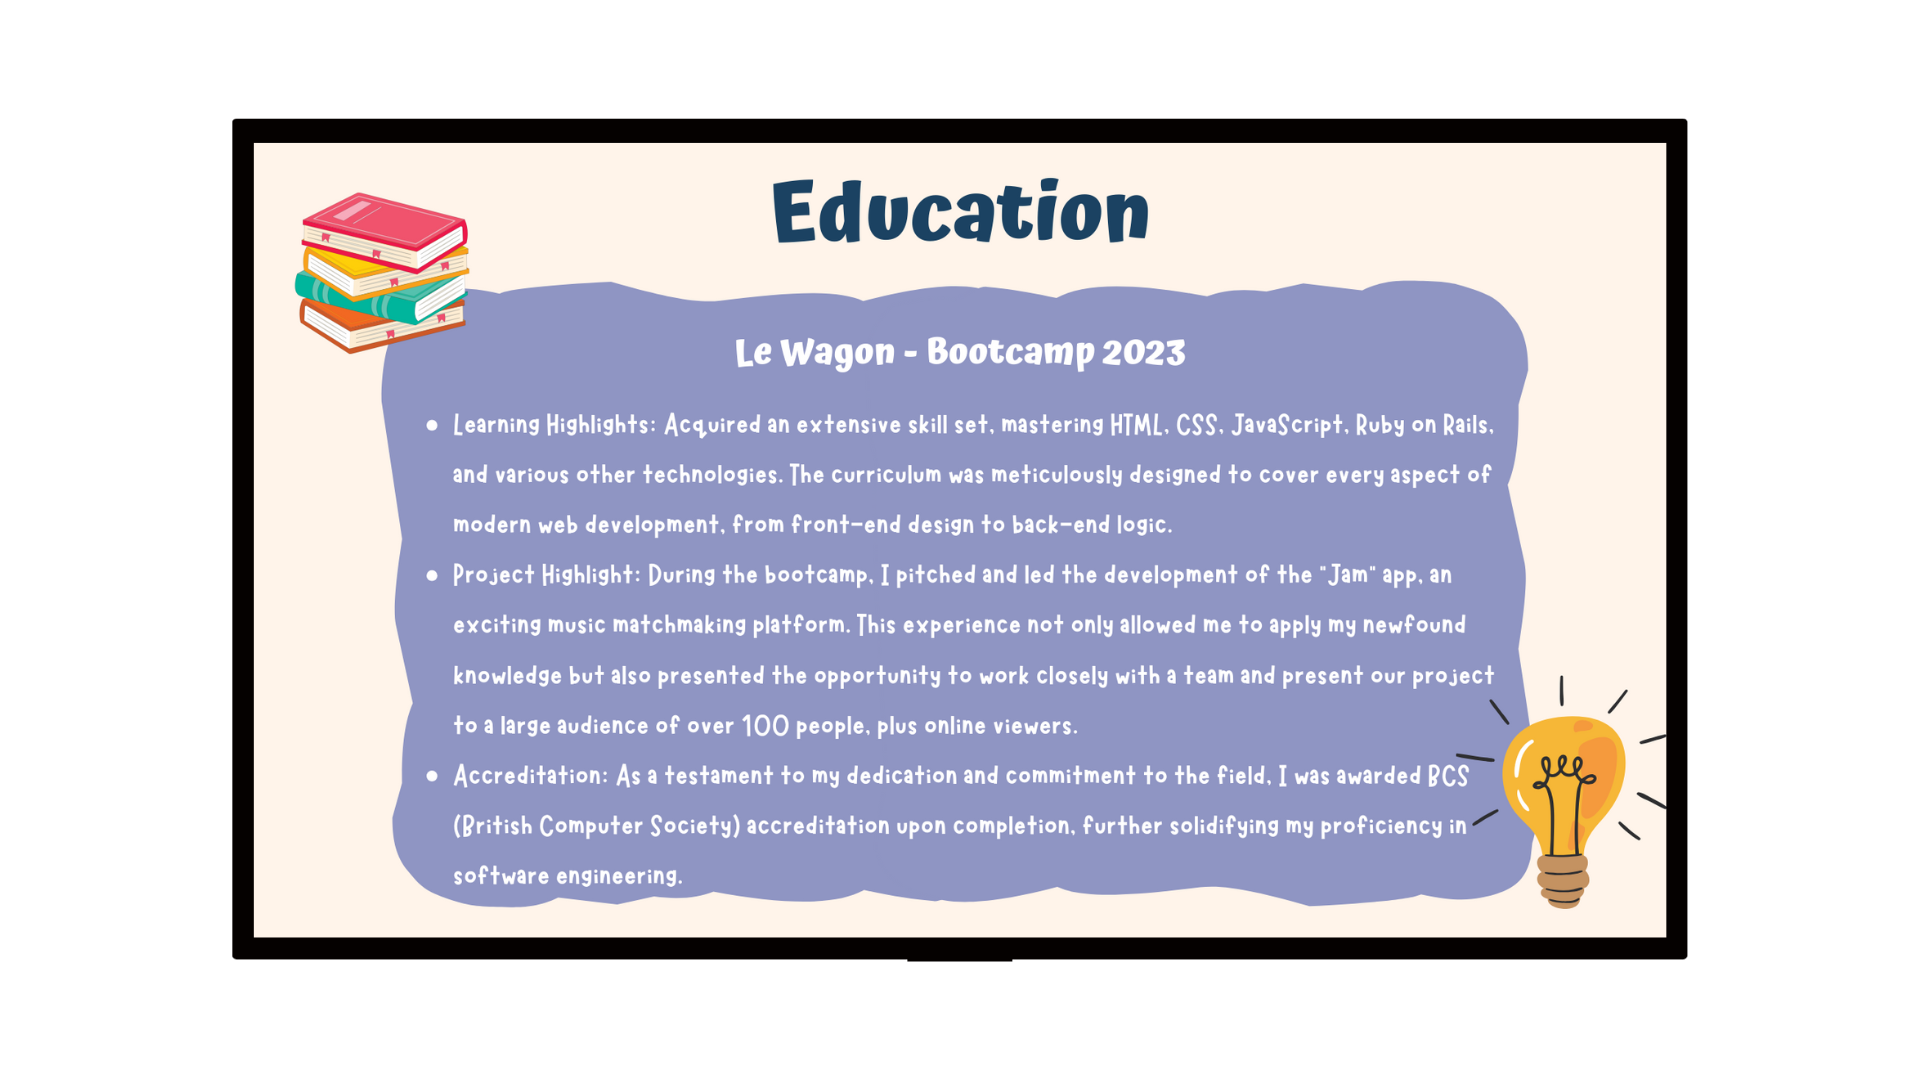 Education
Le Wagon - Bootcamp 2023
• Learning Highlights: Acquired an extensive skill set, mastering HTML, CSS, JavaScript, Ruby on Rails,
and various other technologies. The curriculum was meticulously designed to cover every aspect of
modern web development, from front-end design to back-end logic.
• Project Highlight: During the bootcamp, I pitched and led the development of the "Jam" app, an
exciting music matchmaking platform. This experience not only allowed me to apply my newfound
knowledge but also presented the opportunity to work closely with a team and present our project
to a large audience of over 100 people, plus online viewers.
• Accreditation: As a testament to my dedication and commitment to the field, I was awarded BCS
(British Computer Society) accreditation upon completion, further solidifying my proficiency in
software engineering.